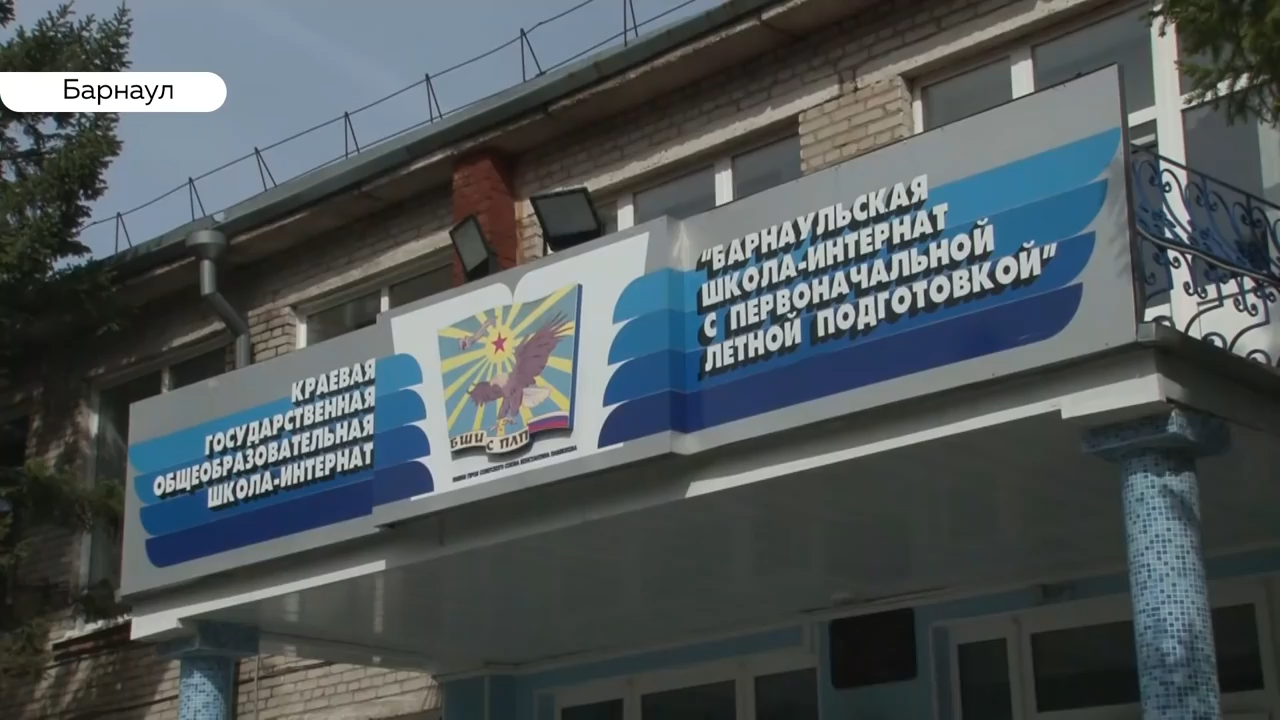 Барнаул
КРАЕВАЯ
ГОСУДАРСТВЕННАЯ
ОБЩЕОБРАЗОВАТЕЛЬНАЯ
ШКОЛА-ИНТЕРНАТ
БШИ С ПЛП
"БАРНАУЛЬСКАЯ
ШКОЛА-ИНТЕРНАТ
С ПЕРВОНАЧАЛЬНОЙ
ЛЕТНОЙ ПОДГОТОВКОЙ"